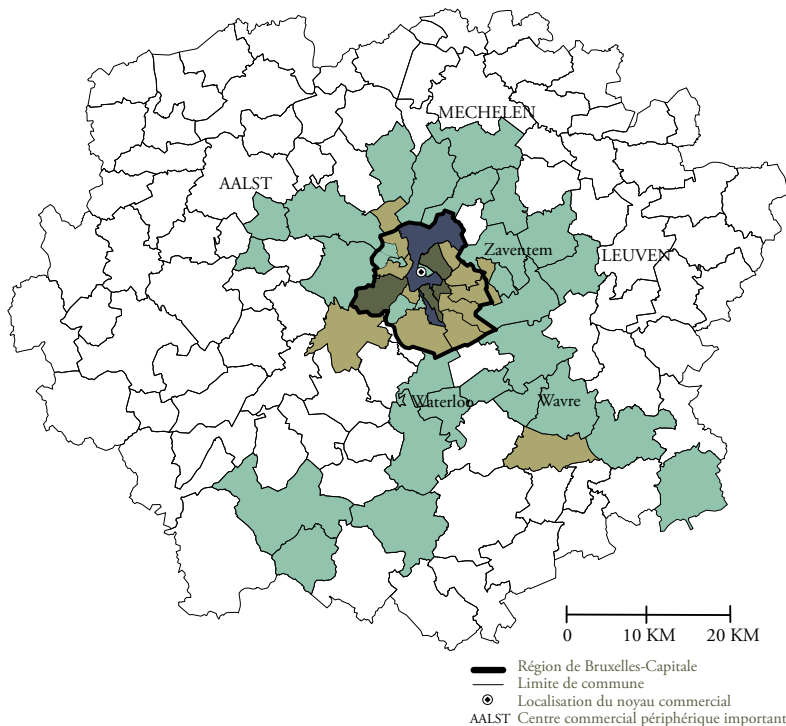 MECHELEN
AALST
Zaventem
LEUVEN
Waterloo
Wavre
0 10 KM 20 KM
Région de Bruxelles-Capitale
Limite de commune
Localisation du noyau commercial
AALST Centre commercial périphérique important